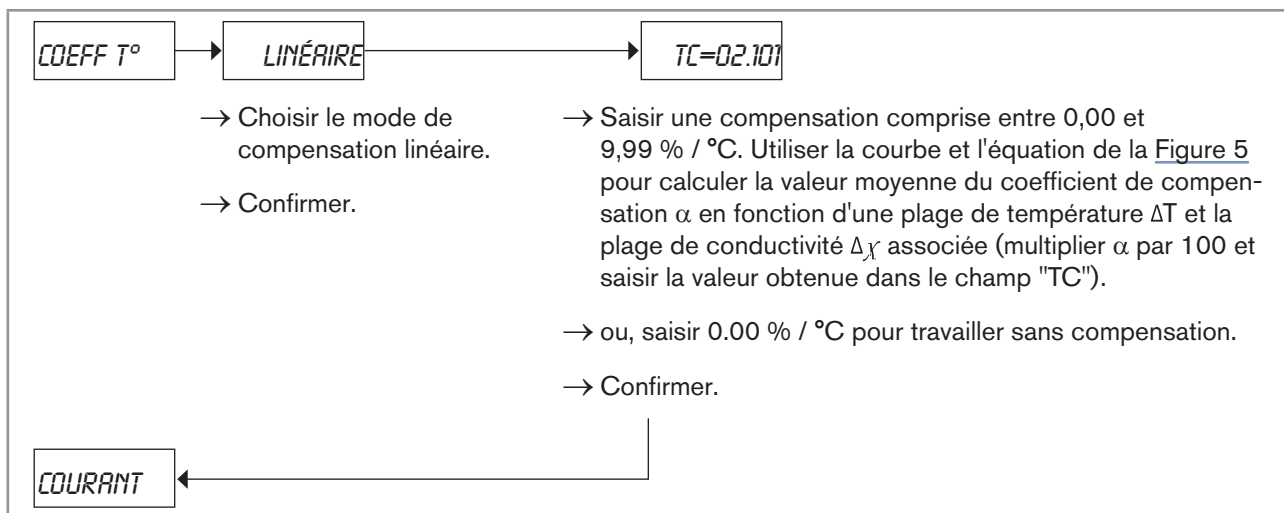 COEFF T°
LINÉAIRE
TC=02.101
→ Choisir le mode de
compensation linéaire.
→ Confirmer.
→ Saisir une compensation comprise entre 0,00 et
9,99 % / °C. Utiliser la courbe et l'équation de la Figure 5
pour calculer la valeur moyenne du coefficient de compen-
sation α en fonction d'une plage de température ΔT et la
plage de conductivité Δχ associée (multiplier α par 100 et
saisir la valeur obtenue dans le champ "TC").
→ ou, saisir 0.00 % / °C pour travailler sans compensation.
→ Confirmer.
COURANT